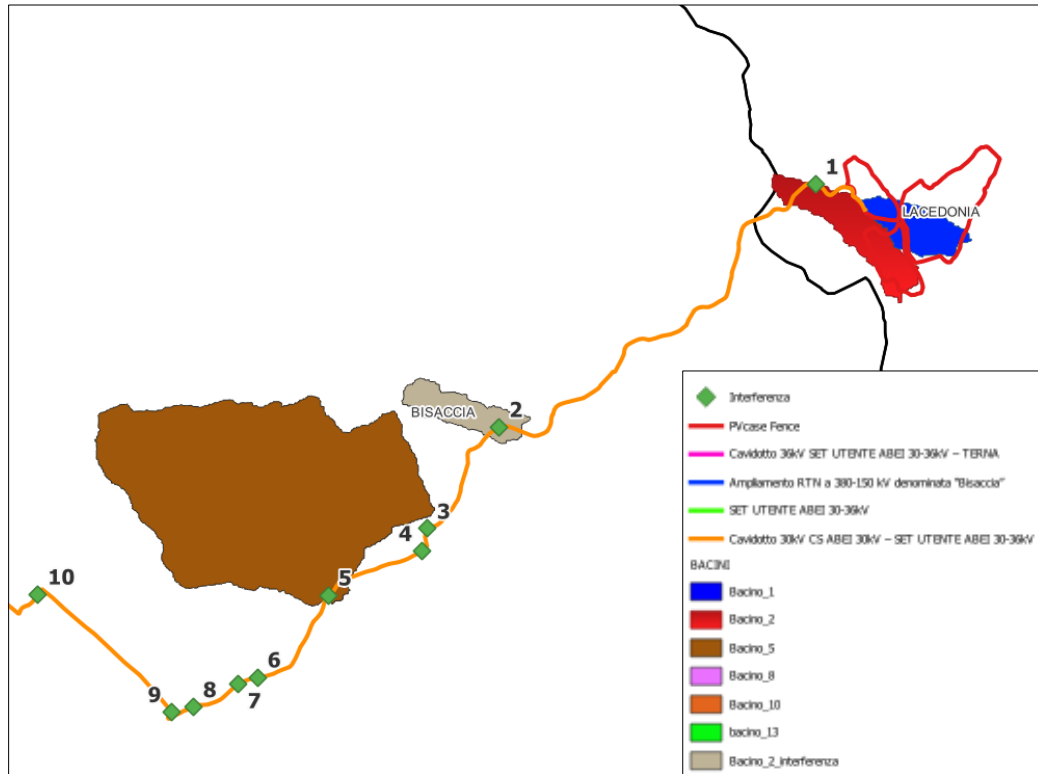 1
LACEDONIA
BISACCIA
2
3
4
5
10
6
9
8
7
Interferenza
PVcase Fence
Cavidotto 36kV SET UTENTE ABEI 30-36kV – TERNA
Ampliamento RTN a 380-150 kV denominata "Bisaccia"
SET UTENTE ABEI 30-36kV
Cavidotto 30kV CS ABEI 30kV – SET UTENTE ABEI 30-36kV
BACINI
Bacino_1
Bacino_2
Bacino_5
Bacino_8
Bacino_10
bacino_13
Bacino_2_interferenza